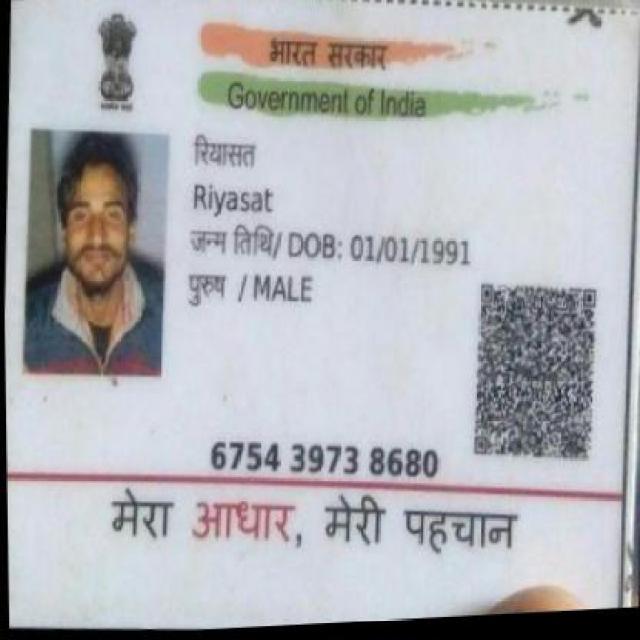 भारत सरकार
Government of India
रियासत
Riyasat
जन्म तिथि/ DOB: 01/01/1991
पुरुष / MALE
6754 3973 8680
मेरा आधार, मेरी पहचान